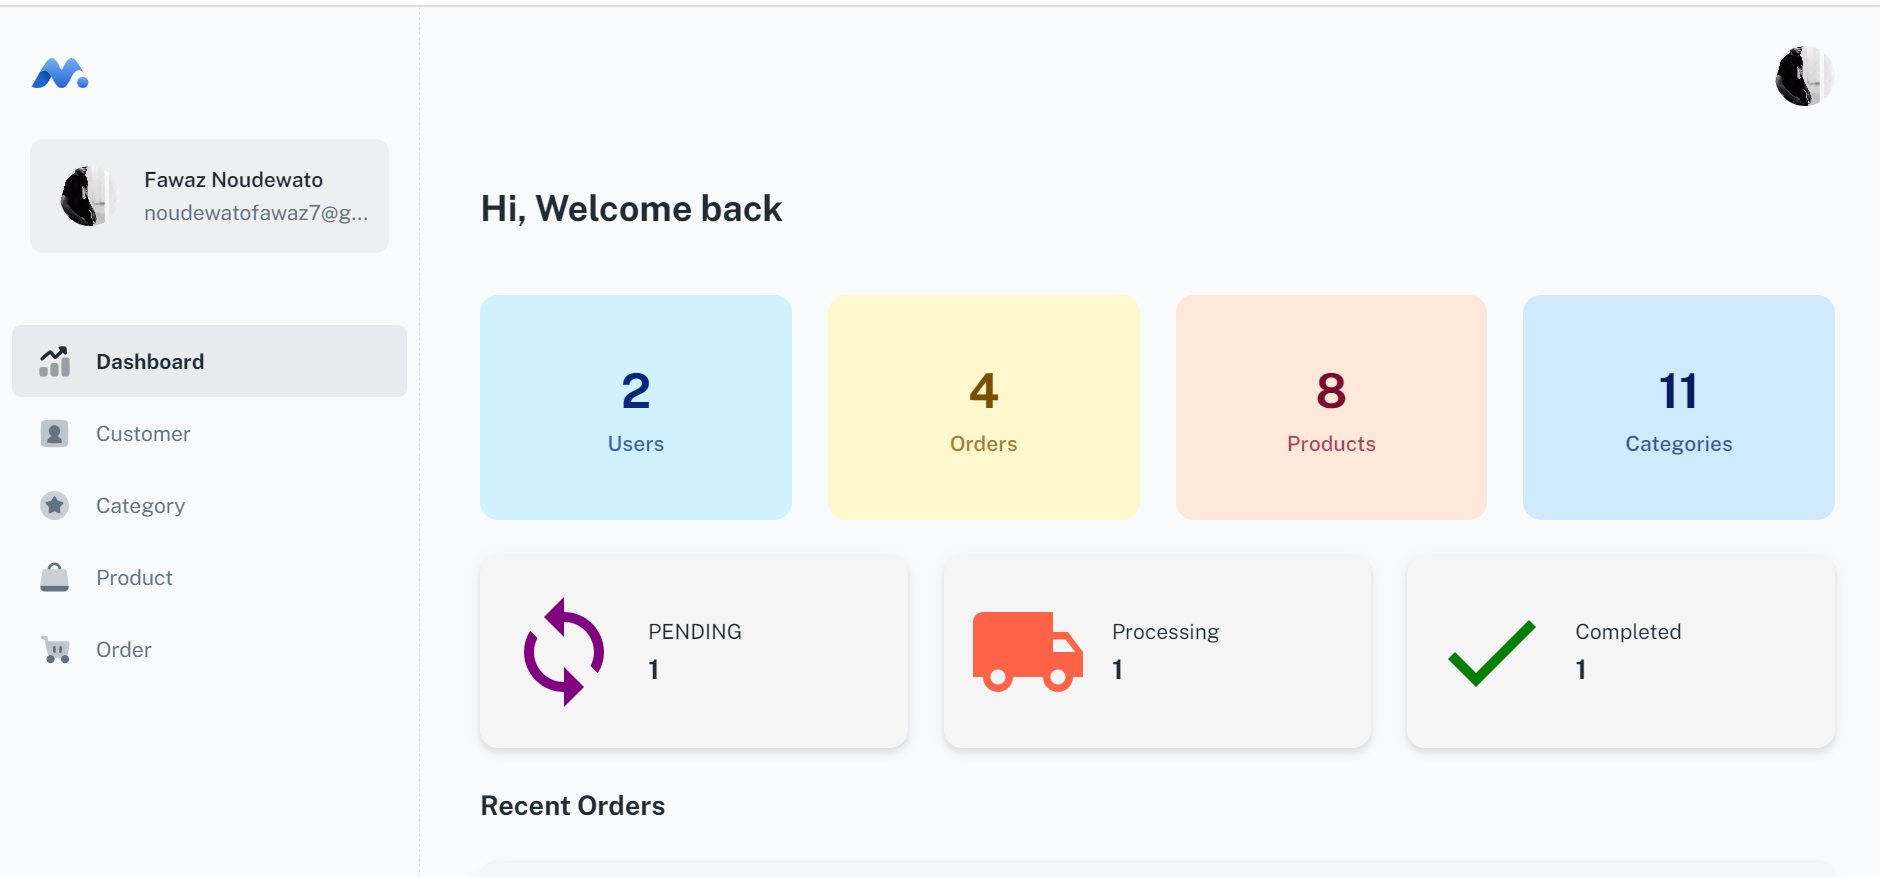 Fawaz Noudewato
noudewatofawaz7@g...
Dashboard
Customer
Category
Product
Order
Hi, Welcome back
2
Users
4
Orders
8
Products
11
Categories
PENDING
1
Processing
1
Completed
1
Recent Orders